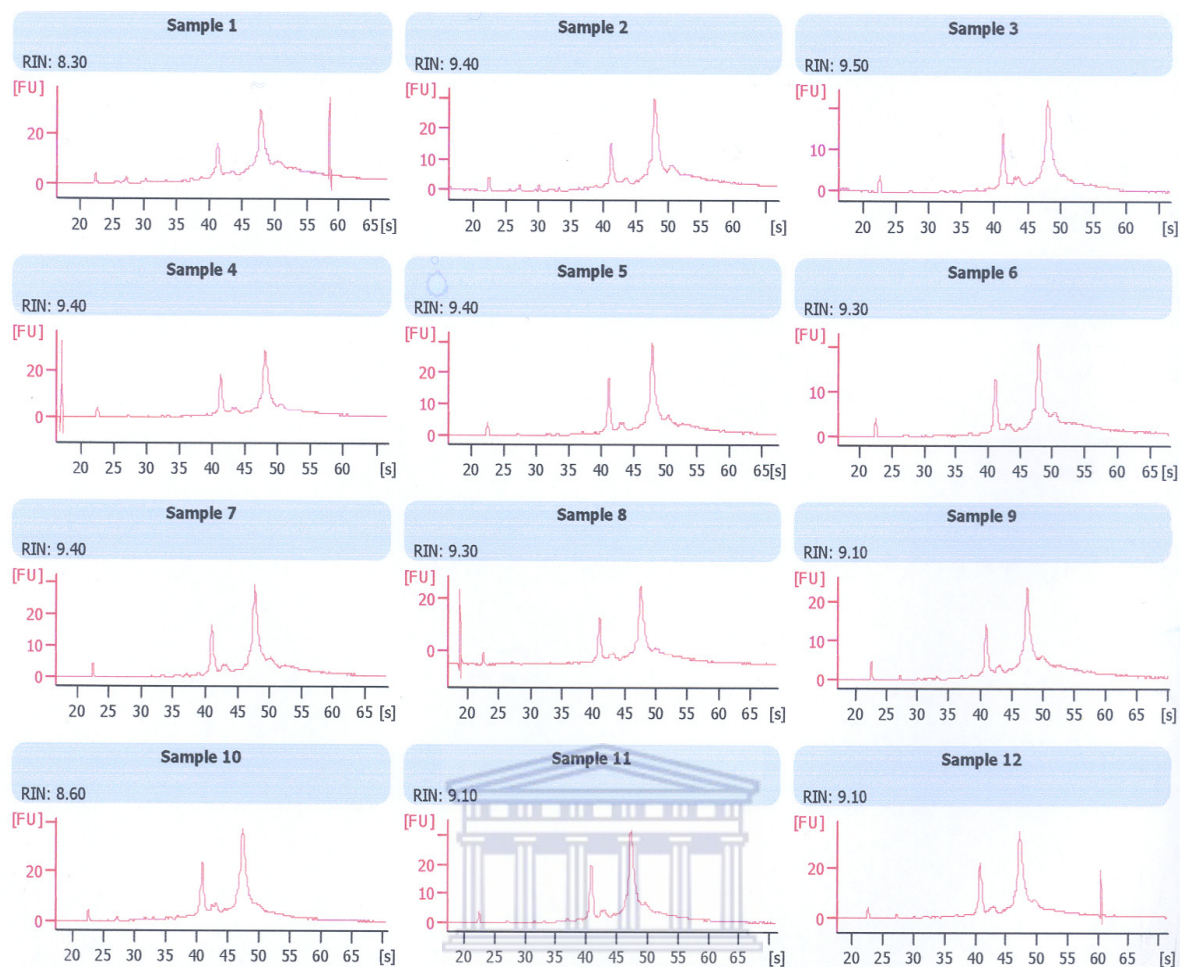 Sample 1
RIN: 8.30
[FU]
20
0
20 25 30 35 40 45 50 55 60 65[s]
Sample 2
RIN: 9.40
[FU]
20
10
0
20 25 30 35 40 45 50 55 60 [s]
Sample 3
RIN: 9.50
[FU]
10
0
20 25 30 35 40 45 50 55 60 [s]
Sample 4
RIN: 9.40
[FU]
20
0
20 25 30 35 40 45 50 55 60 [s]
Sample 5
RIN: 9.40
[FU]
20
10
0
20 25 30 35 40 45 50 55 60 65[s]
Sample 6
RIN: 9.30
[FU]
10
0
20 25 30 35 40 45 50 55 60 65 [s]
Sample 7
RIN: 9.40
[FU]
20
10
0
20 25 30 35 40 45 50 55 60 65 [s]
Sample 8
RIN: 9.30
[FU]
20
0
20 25 30 35 40 45 50 55 60 65 [s]
Sample 9
RIN: 9.10
[FU]
20
10
0
20 25 30 35 40 45 50 55 60 65 [s]
Sample 10
RIN: 8.60
[FU]
20
0
20 25 30 35 40 45 50 55 60 65 [s]
Sample 11
RIN: 9.10
[FU]
20
10
0
20 25 30 35 40 45 50 55 60 65 [s]
Sample 12
RIN: 9.10
[FU]
20
0
20 25 30 35 40 45 50 55 60 65 [s]